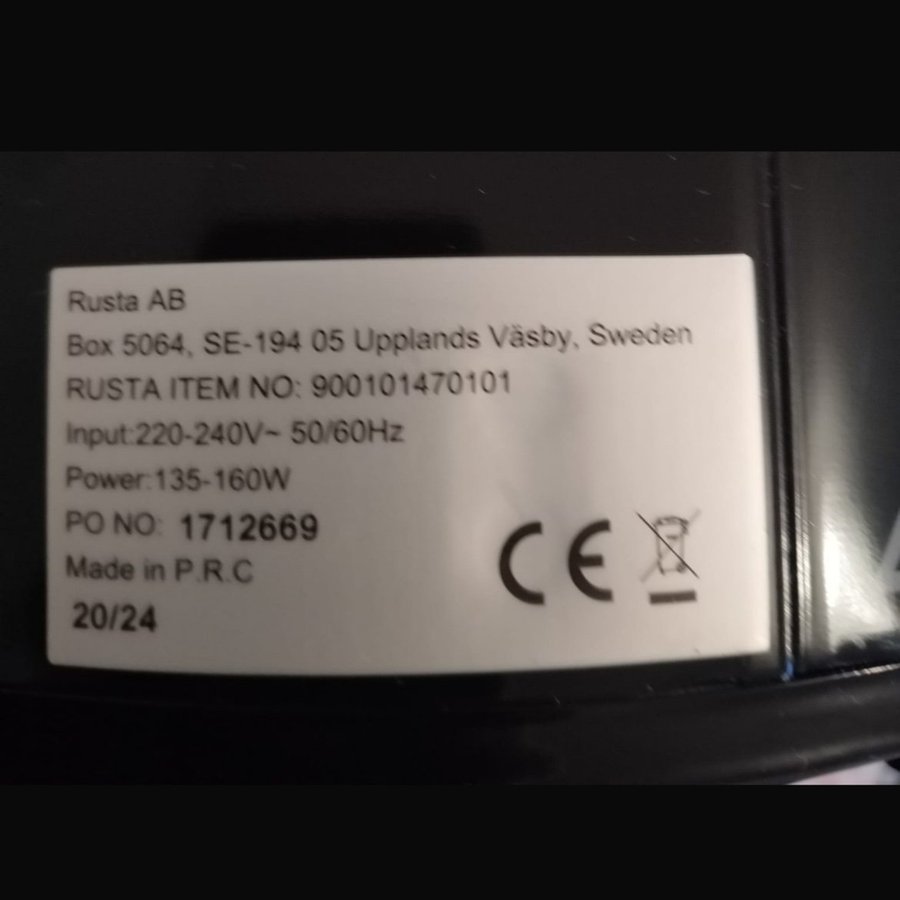 Rusta AB
Box 5064, SE-194 05 Upplands Väsby, Sweden
RUSTA ITEM NO: 900101470101
Input:220-240V~ 50/60Hz
Power:135-160W
PO NO: 1712669
Made in P.R.C
20/24
CE